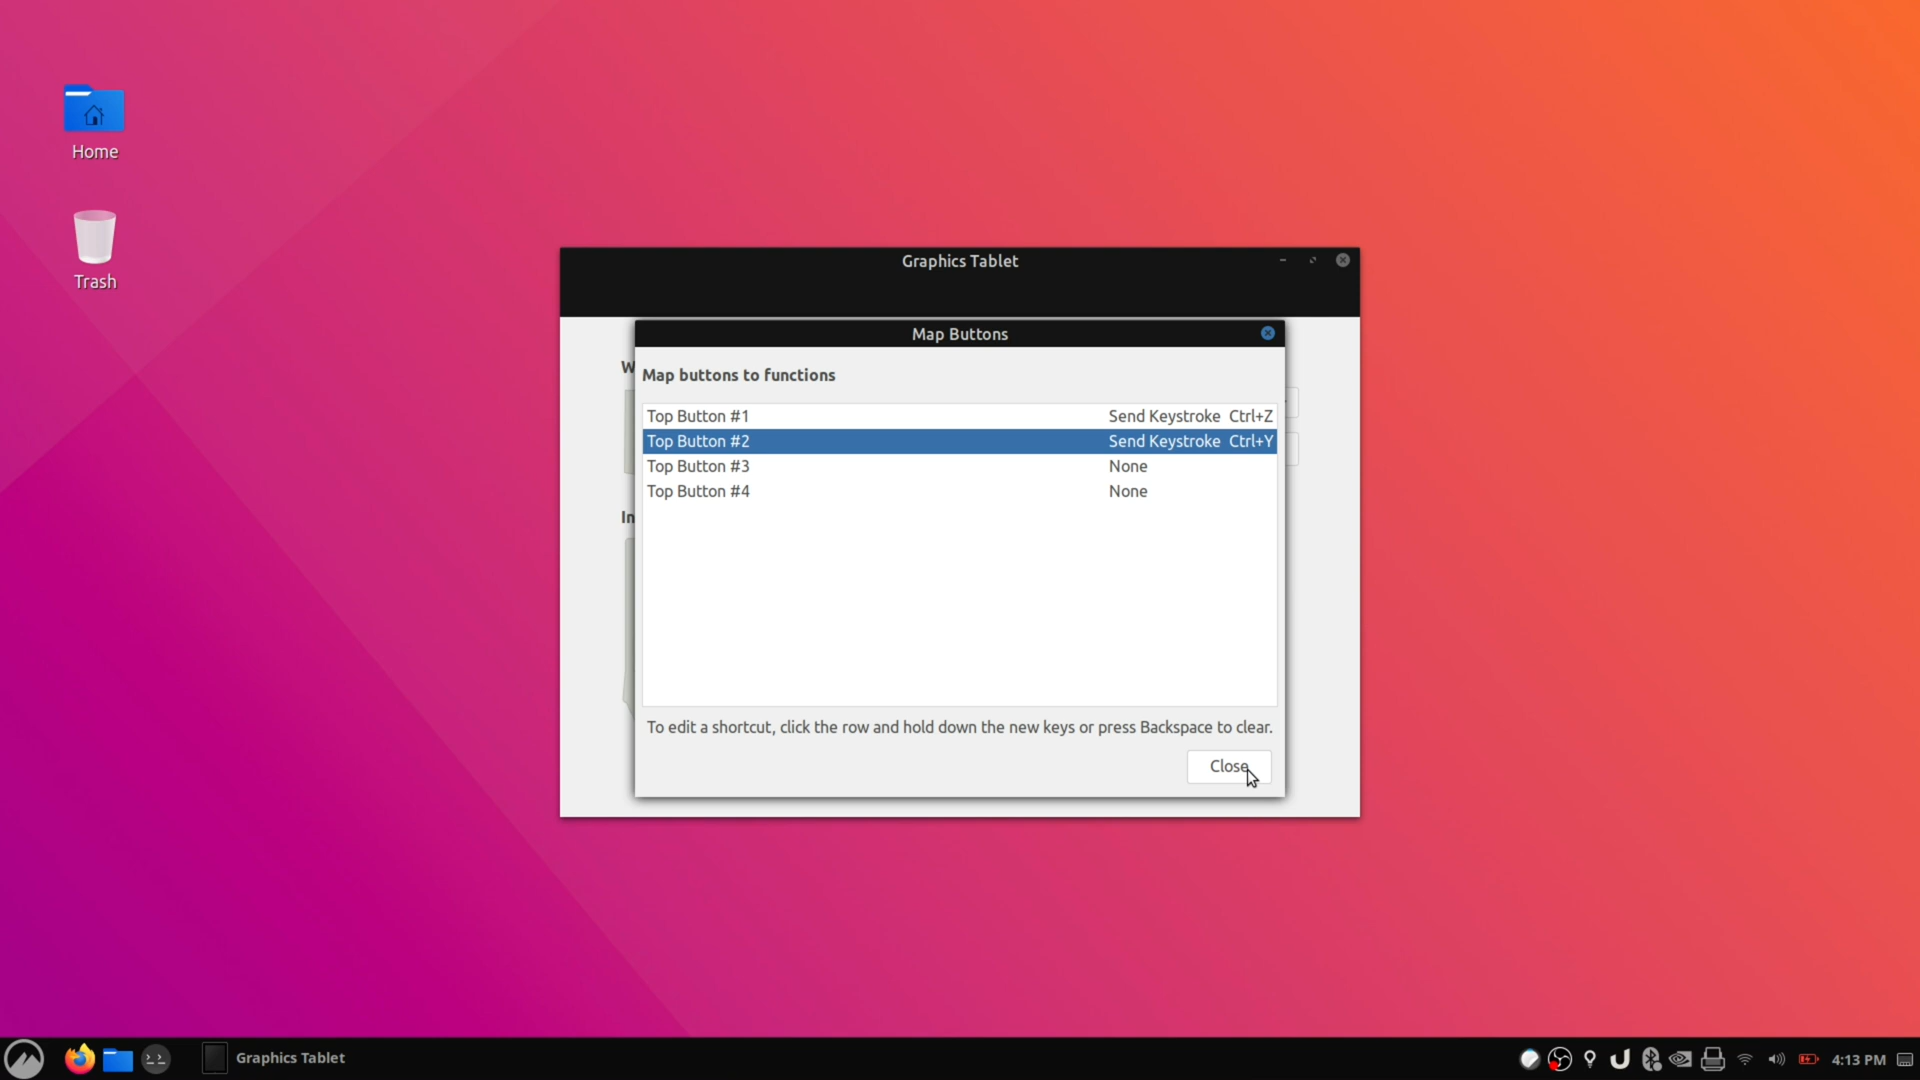 Home
Trash
Graphics Tablet
Map Buttons
W
Map buttons to functions
Top Button #1 Send Keystroke Ctrl+Z
Top Button #2 Send Keystroke Ctrl+Y
Top Button #3 None
Top Button #4 None
In
To edit a shortcut, click the row and hold down the new keys or press Backspace to clear.
Close
Graphics Tablet
4:13 PM